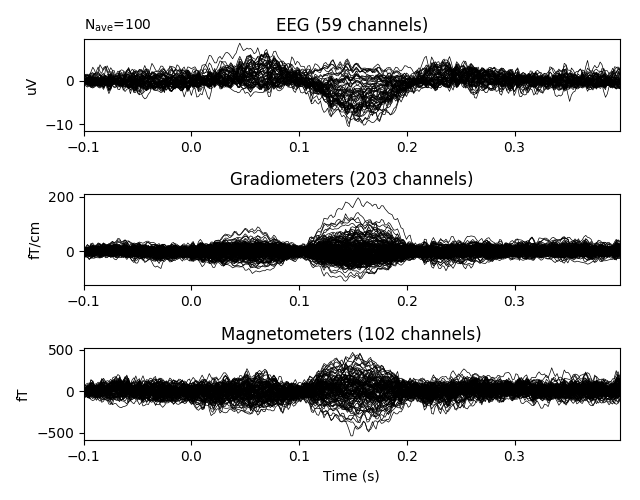 Nave=100
EEG (59 channels)
uV
0
−10
−0.1 0.0 0.1 0.2 0.3
Gradiometers (203 channels)
fT/cm
200
0
−0.1 0.0 0.1 0.2 0.3
Magnetometers (102 channels)
fT
500
0
−500
−0.1 0.0 0.1 0.2 0.3
Time (s)